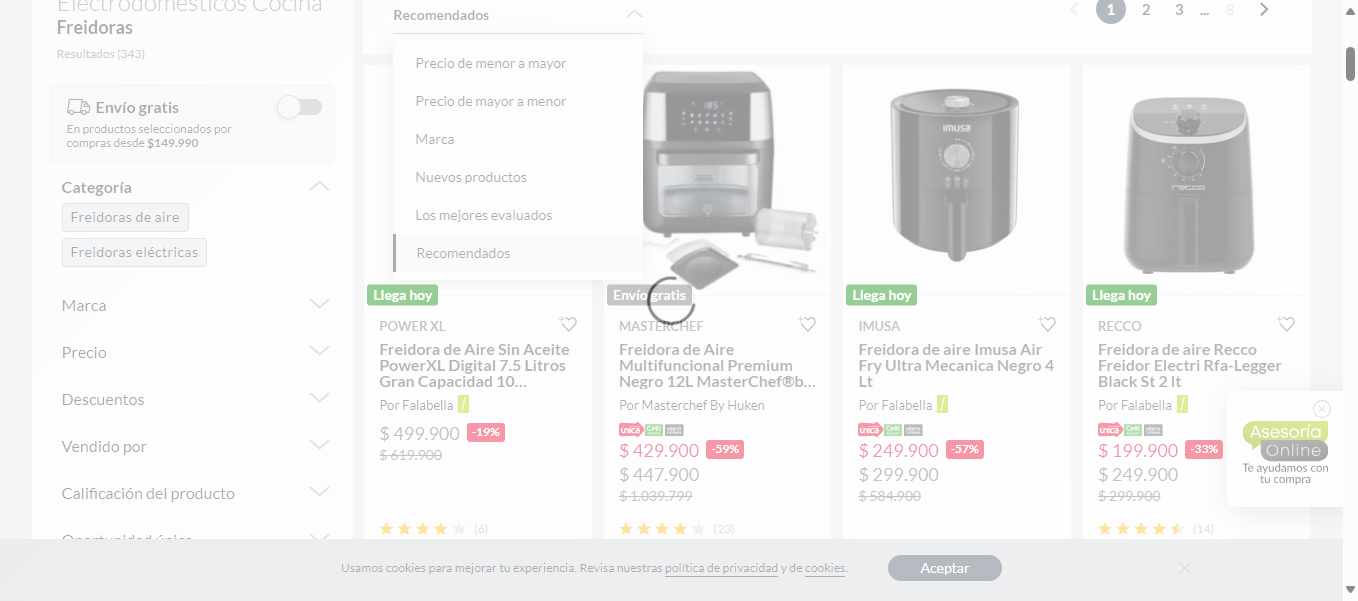 Electrodomésticos Cocina
Freidoras
Resultados (343)
Envío gratis
En productos seleccionados por
compras desde $149.990
Categoría
Freidoras de aire
Freidoras eléctricas
Marca
Precio
Descuentos
Vendido por
Calificación del producto
Oportunidad única
Recomendados
Precio de menor a mayor
Precio de mayor a menor
Marca
Nuevos productos
Los mejores evaluados
Recomendados
1 2 3 ... 8
Llega hoy
POWER XL
Freidora de Aire Sin Aceite
PowerXL Digital 7.5 Litros
Gran Capacidad 10...
Por Falabella
$ 499.900 -19%
$ 619.900
(6)
Envío gratis
MASTERCHEF
Freidora de Aire
Multifuncional Premium
Negro 12L MasterChef®b...
Por Masterchef By Huken
unica CMR
$ 429.900 -59%
$ 447.900
$ 1.039.799
(23)
imusa
Llega hoy
IMUSA
Freidora de aire Imusa Air
Fry Ultra Mecanica Negro 4
Lt
Por Falabella
unica CMR
$ 249.900 -57%
$ 299.900
$ 584.900
recco
Llega hoy
RECCO
Freidora de aire Recco
Freidor Electri Rfa-Legger
Black St 2 lt
Por Falabella
unica CMR
$ 199.900 -33%
$ 249.900
$ 299.900
(14)
Asesoría
Online
Te ayudamos con
tu compra
Usamos cookies para mejorar tu experiencia. Revisa nuestras política de privacidad y de cookies.
Aceptar